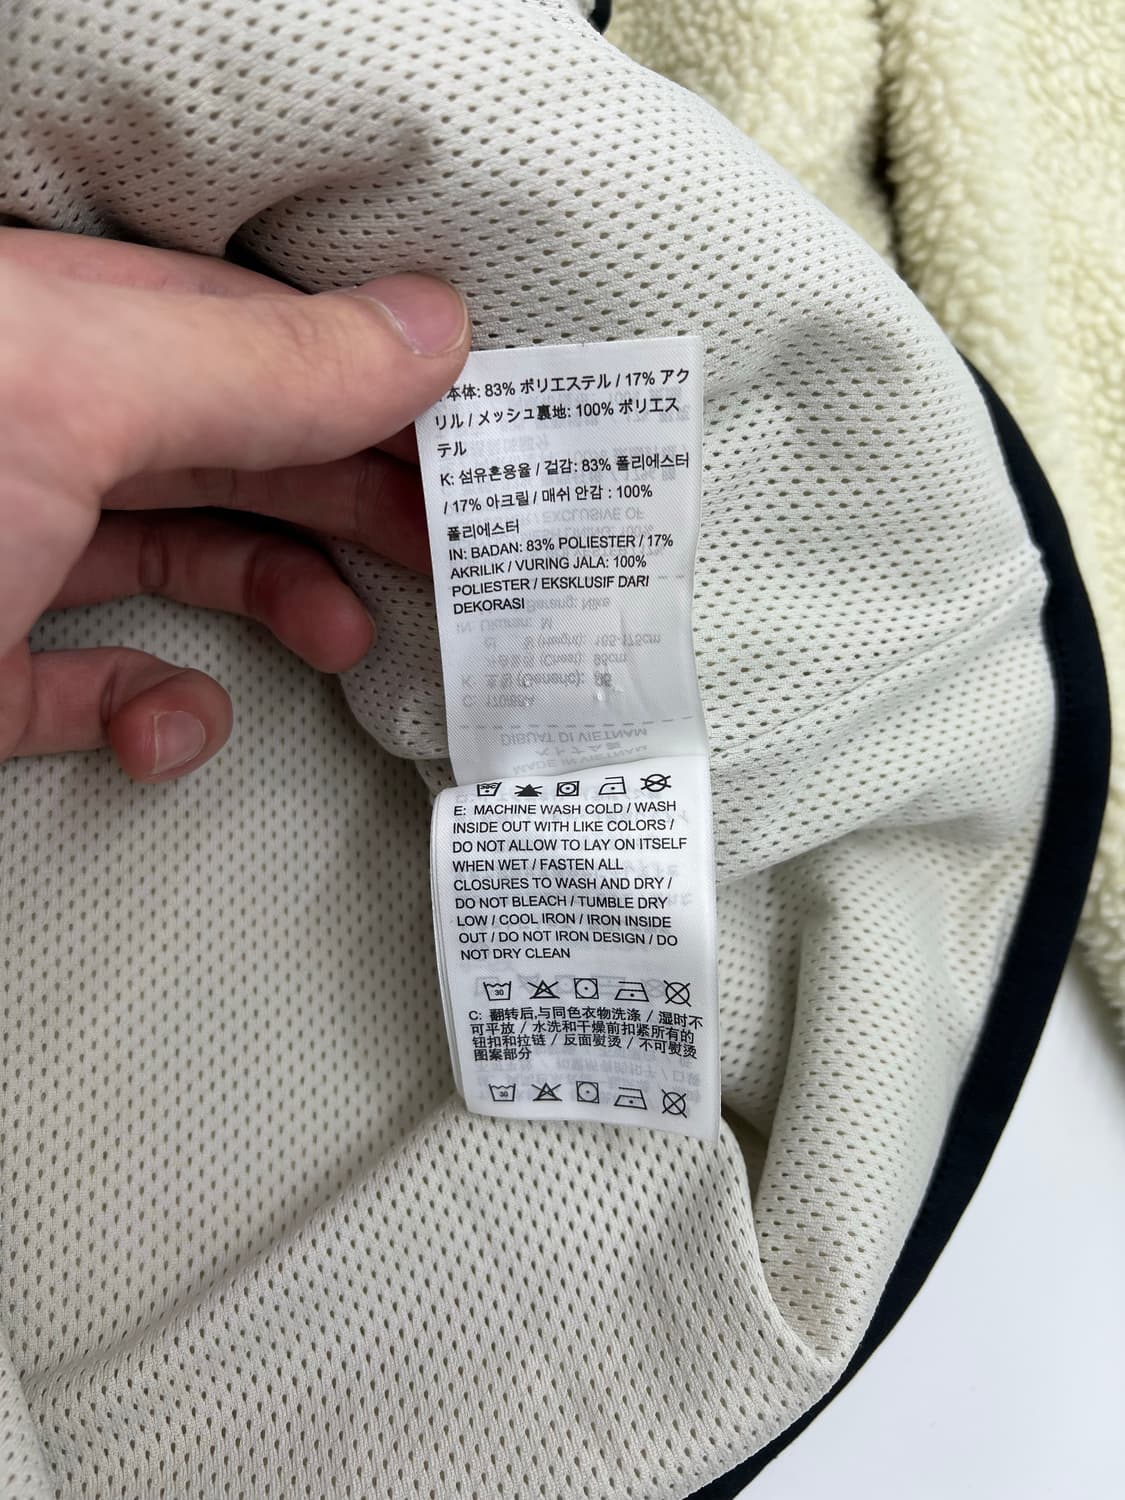 本体: 83% ポリエステル / 17% アク
リル / メッシュ裏地: 100% ポリエス
テル
K: 섬유혼용율 / 겉감: 83% 폴리에스터
/ 17% 아크릴 / 매쉬 안감 : 100%
폴리에스터
IN: BADAN: 83% POLIESTER / 17%
AKRILIK / VURING JALA: 100%
POLIESTER / EKSKLUSIF DARI
DEKORASI
E: MACHINE WASH COLD / WASH
INSIDE OUT WITH LIKE COLORS /
DO NOT ALLOW TO LAY ON ITSELF
WHEN WET / FASTEN ALL
CLOSURES TO WASH AND DRY /
DO NOT BLEACH / TUMBLE DRY
LOW / COOL IRON / IRON INSIDE
OUT / DO NOT IRON DESIGN / DO
NOT DRY CLEAN
30
C: 翻转后,与同色衣物洗涤 / 湿时不
可平放 / 水洗和干燥前扣紧所有的
钮扣和拉链 / 反面熨烫 / 不可熨烫
图案部分
30